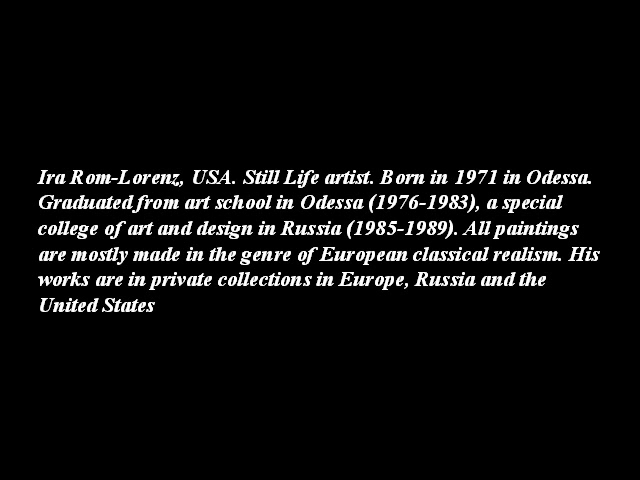 Ira Rom-Lorenz, USA. Still Life artist. Born in 1971 in Odessa.
Graduated from art school in Odessa (1976-1983), a special
college of art and design in Russia (1985-1989). All paintings
are mostly made in the genre of European classical realism. His
works are in private collections in Europe, Russia and the
United States